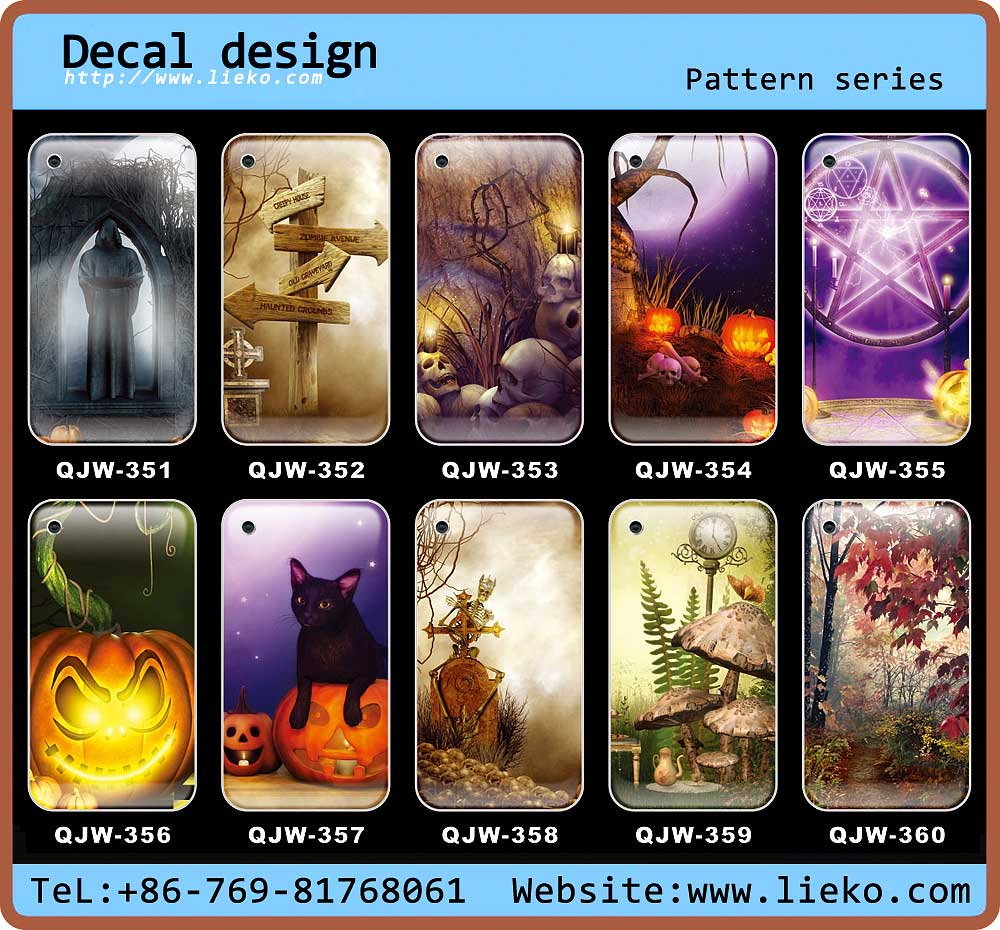 Decal design
http://www.lieko.com
Pattern series
CREEPY HOUSE
ZOMBIE AVENUE
OLD GRAVEYARD
HAUNTED GROUNDS
QJW-351
QJW-352
QJW-353
QJW-354
QJW-355
QJW-356
QJW-357
QJW-358
QJW-359
QJW-360
TeL:+86-769-81768061
Website:www.lieko.com